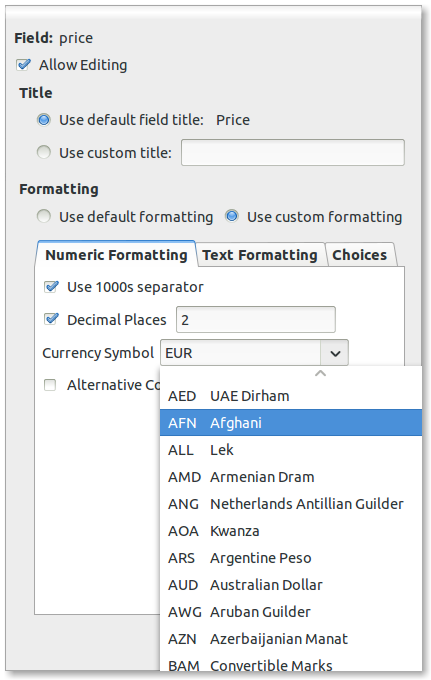 Field: price
Allow Editing
Title
Use default field title: Price
Use custom title:
Formatting
Use default formatting Use custom formatting
Numeric Formatting Text Formatting Choices
Use 1000s separator
Decimal Places 2
Currency Symbol EUR
Alternative Co
AED UAE Dirham
AFN Afghani
ALL Lek
AMD Armenian Dram
ANG Netherlands Antillian Guilder
AOA Kwanza
ARS Argentine Peso
AUD Australian Dollar
AWG Aruban Guilder
AZN Azerbaijanian Manat
BAM Convertible Marks